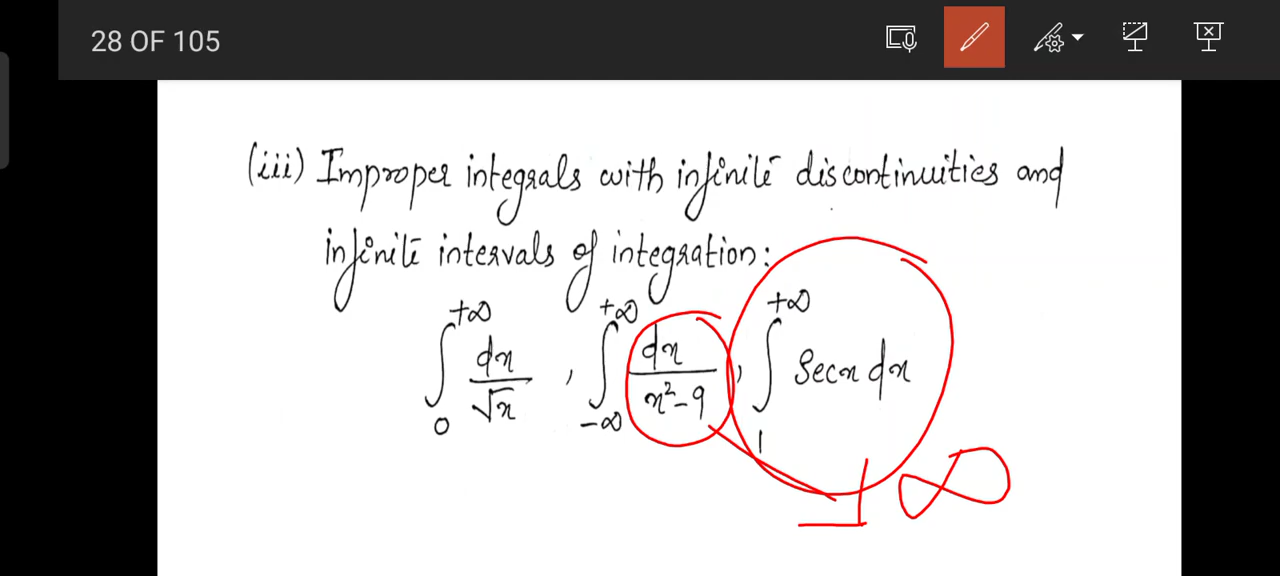 28 OF 105
(iii) Improper integrals with infinite discontinuities and
infinite intervals of integration:
∫₀^{+∞} dx/√x , ∫_{-∞}^{+∞} dx/(x²-9) , ∫₁^{+∞} Secx dx
∞